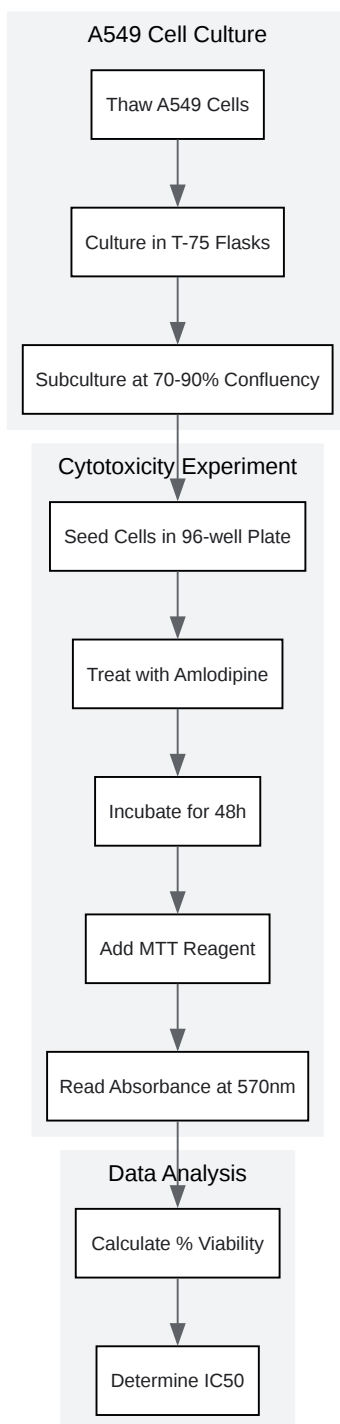 A549 Cell Culture
Thaw A549 Cells
Culture in T-75 Flasks
Subculture at 70-90% Confluency
Cytotoxicity Experiment
Seed Cells in 96-well Plate
Treat with Amlodipine
Incubate for 48h
Add MTT Reagent
Read Absorbance at 570nm
Data Analysis
Calculate % Viability
Determine IC50